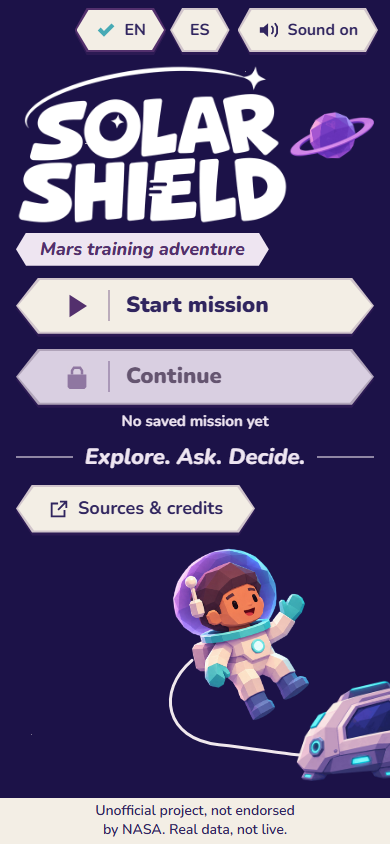 EN
ES
Sound on
SOLAR
SHIELD
Mars training adventure
Start mission
Continue
No saved mission yet
Explore. Ask. Decide.
Sources & credits
Unofficial project, not endorsed
by NASA. Real data, not live.